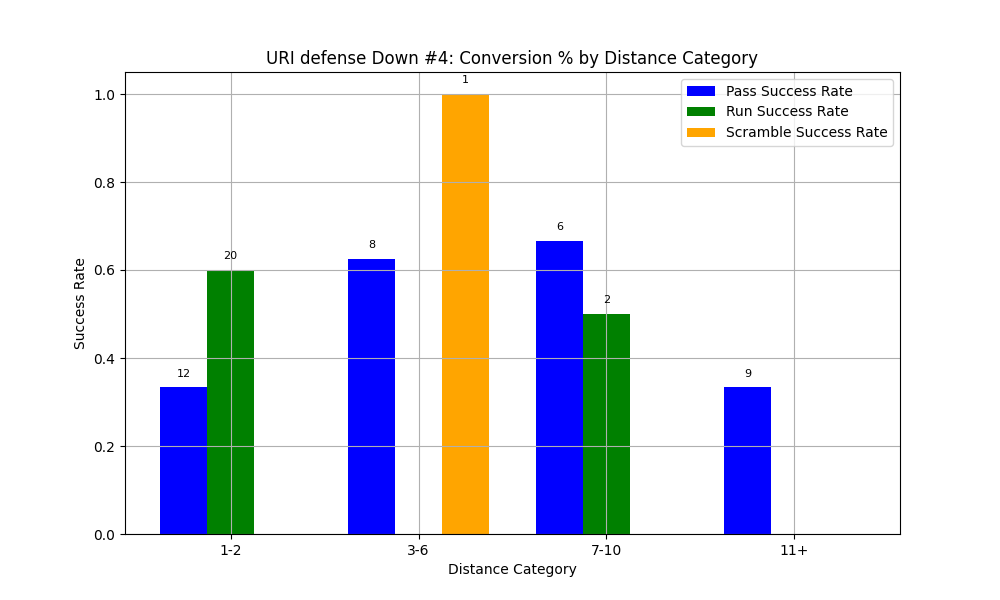 URI defense Down #4: Conversion % by Distance Category
Pass Success Rate
Run Success Rate
Scramble Success Rate
Success Rate
1.0
0.8
0.6
0.4
0.2
0.0
12
20
8
1
6
2
9
1-2
3-6
7-10
11+
Distance Category